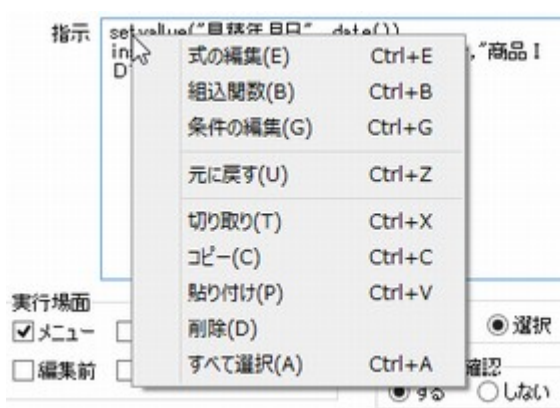 指示
setvalue("見積年月日", date())
in
,"商品 I
D
式の編集(E) Ctrl+E
組込関数(B) Ctrl+B
条件の編集(G) Ctrl+G
元に戻す(U) Ctrl+Z
切り取り(T) Ctrl+X
コピー(C) Ctrl+C
貼り付け(P) Ctrl+V
削除(D)
すべて選択(A) Ctrl+A
実行場面
メニュー
選択
編集前
確認
する しない